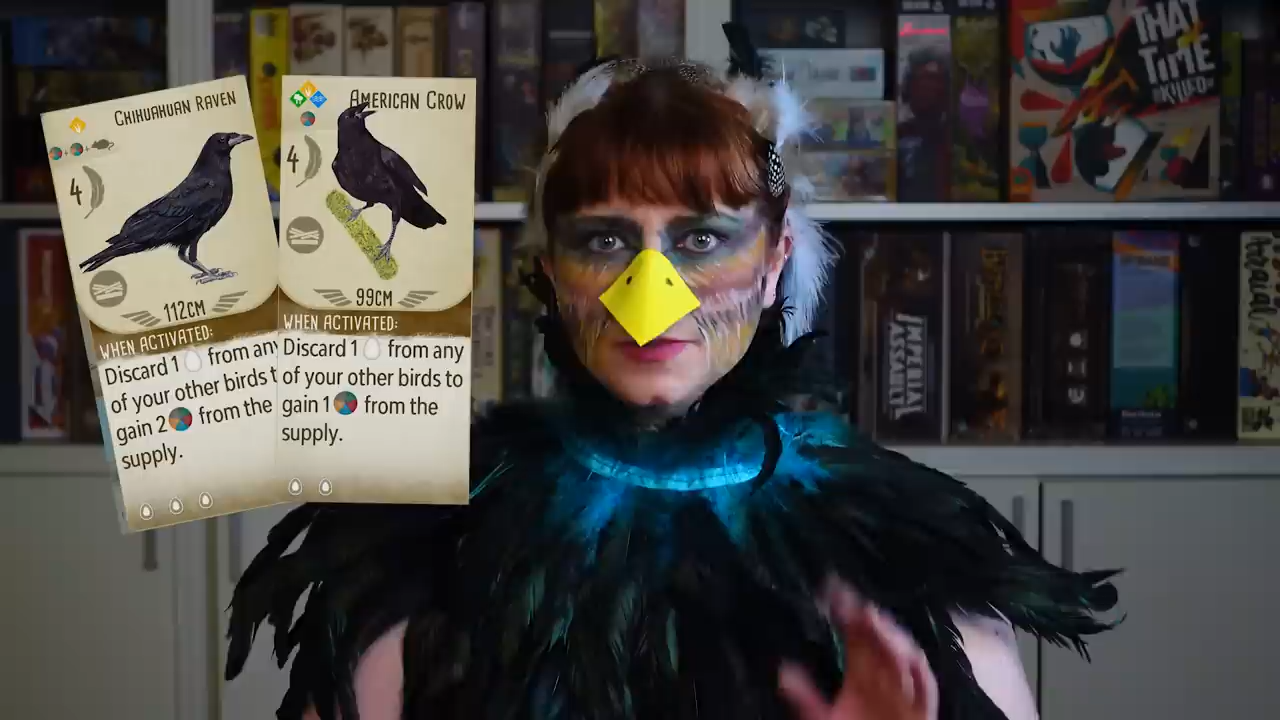 CHIHUAHUAN RAVEN
4
112CM
WHEN ACTIVATED:
Discard 1 from any
of your other birds t
gain 2 from the
supply.
AMERICAN CROW
4
99CM
WHEN ACTIVATED:
Discard 1 from any
of your other birds to
gain 1 from the
supply.
THAT
TIME
KILLED
IMPERIAL
ASSAULT